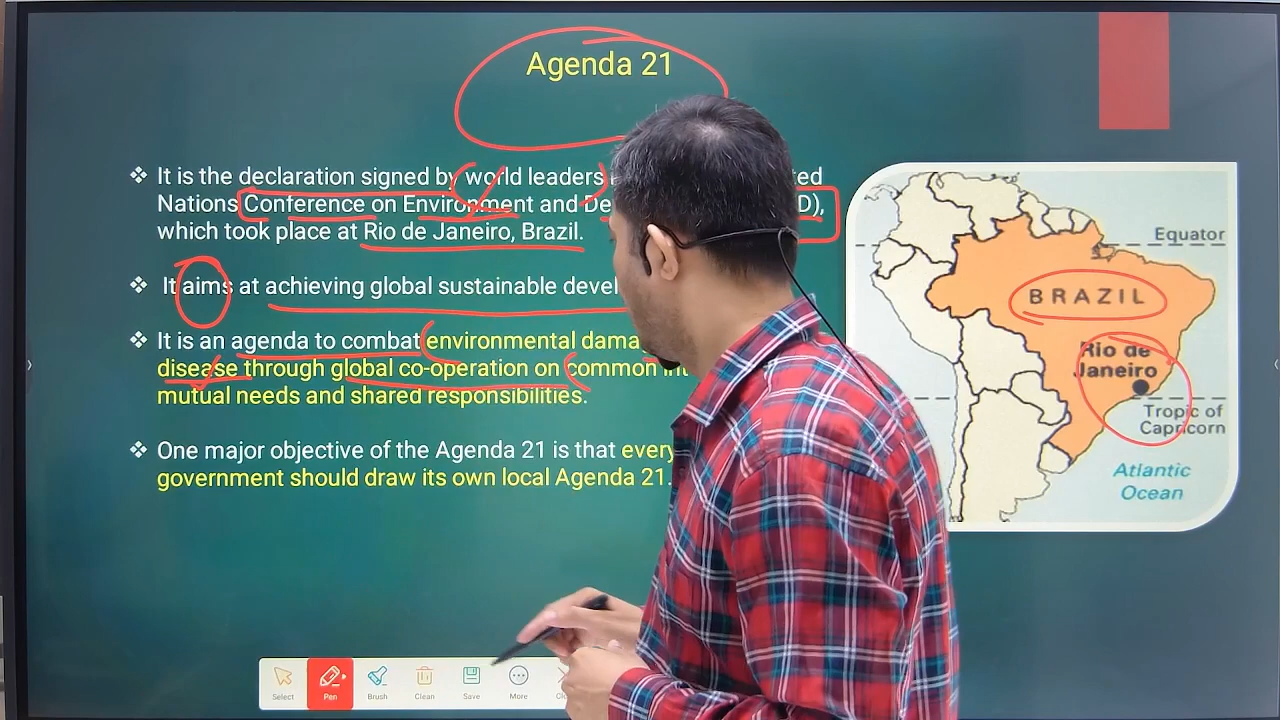 Agenda 21
❖ It is the declaration signed by world leaders
Nations Conference on Environment and D),
which took place at Rio de Janeiro, Brazil.
❖ It aims at achieving global sustainable
❖ It is an agenda to combat environmental
disease through global co-operation on common
mutual needs and shared responsibilities.
❖ One major objective of the Agenda 21 is that every
government should draw its own local Agenda 21.
Equator
BRAZIL
Rio de
Janeiro
Tropic of
Capricorn
Atlantic
Ocean
Select Pen Brush Clean Save More